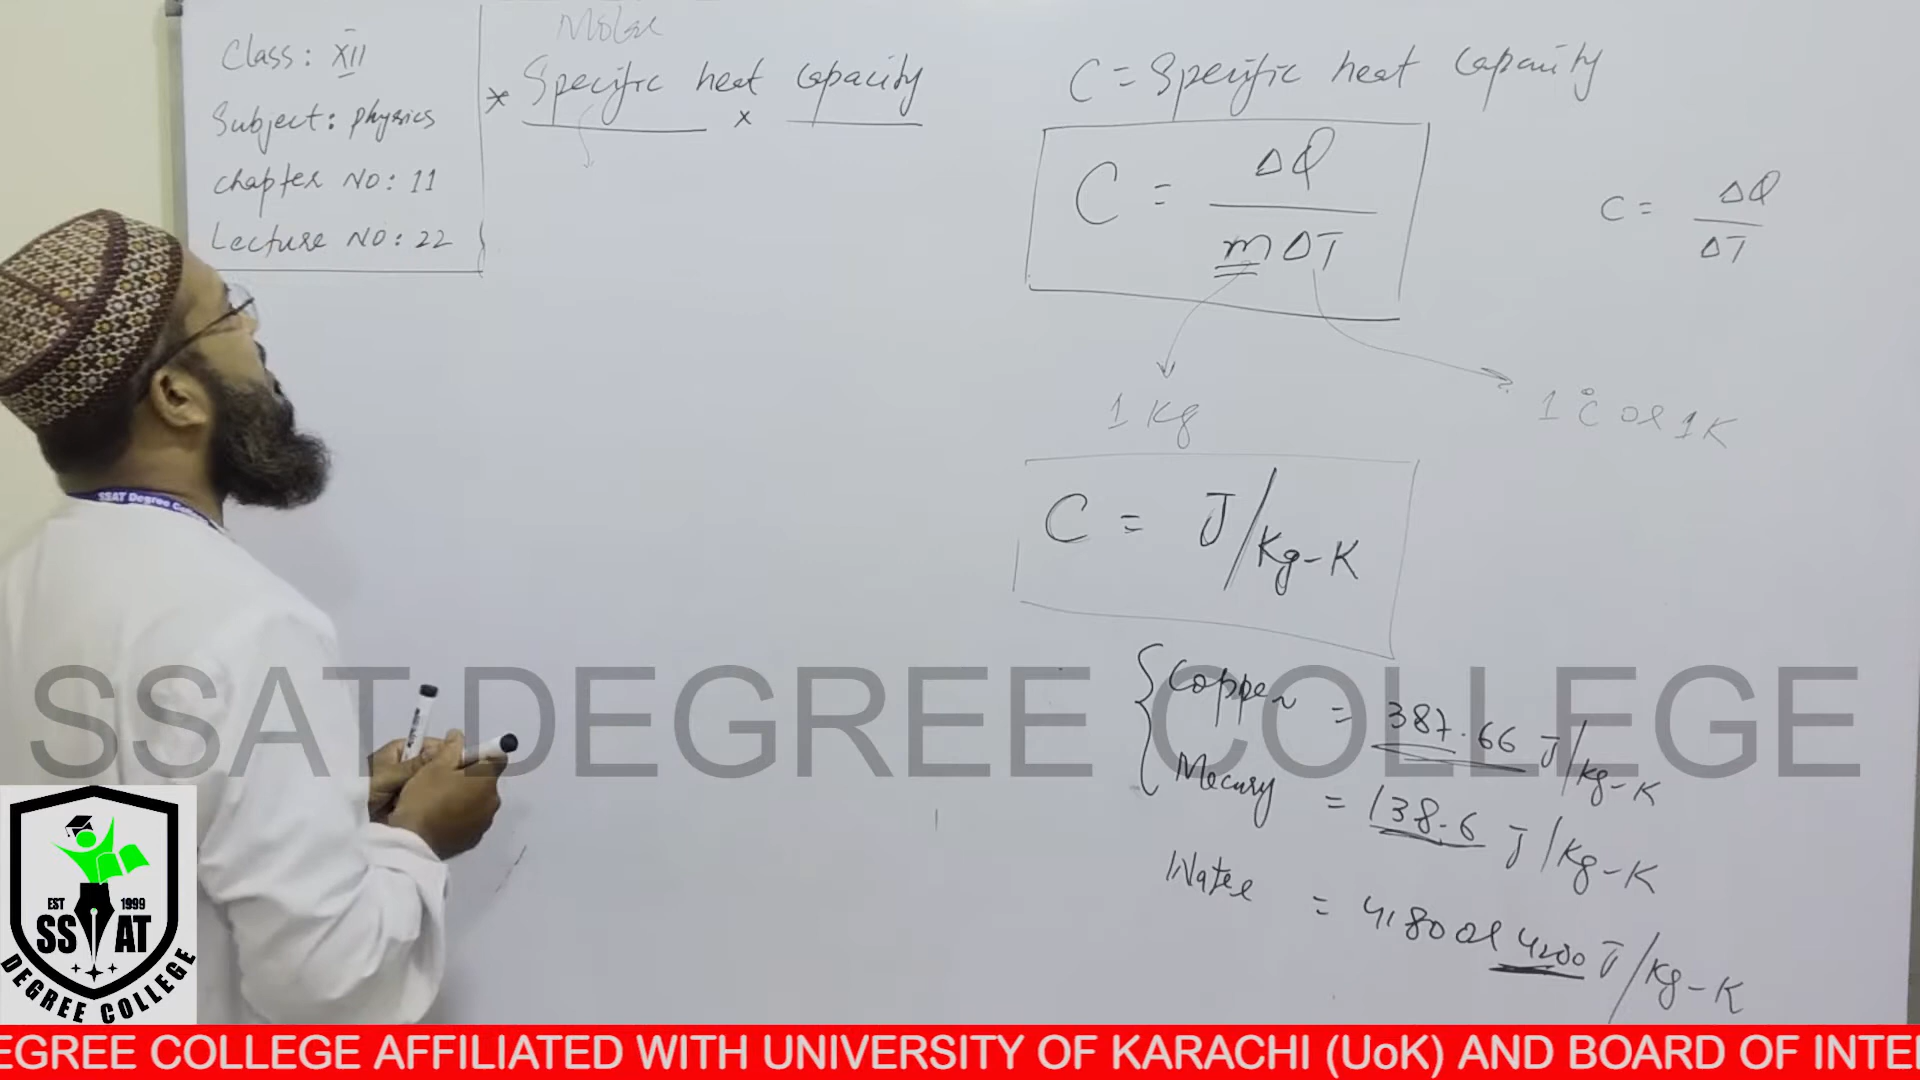 Class: XII
Subject: physics
chapter NO: 11
Lecture NO: 22
Molar
* Specific heat capacity
x
C = Specific heat capacity
C = ΔQ / mΔT
C = ΔQ / ΔT
1 Kg
1 °C or 1K
C = J/Kg-K
Copper = 387.66 J/Kg-K
Mecury = 138.6 J/Kg-K
Water = 4180 or 4200 J/Kg-K
SSAT Degree
SSAT DEGREE COLLEGE
EST 1999
SSAT
DEGREE COLLEGE
EGREE COLLEGE AFFILIATED WITH UNIVERSITY OF KARACHI (UoK) AND BOARD OF INTE